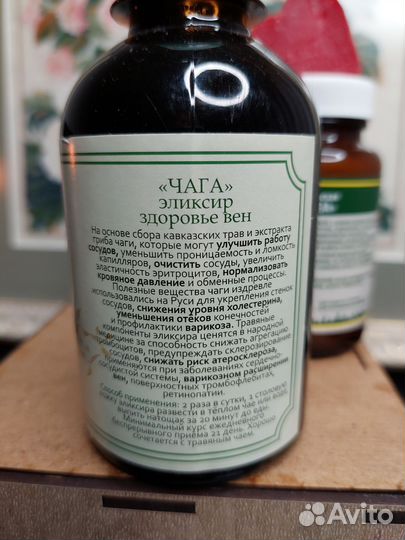 «ЧАГА»
эликсир
здоровье вен
На основе сбора кавказских трав и экстракта
гриба чаги, которые могут улучшить работу
сосудов, уменьшить проницаемость и ломкость
капилляров, очистить сосуды, увеличить
эластичность эритроцитов, нормализовать
кровяное давление и обменные процессы.
Полезные вещества чаги издревле
использовались на Руси для укрепления стенок
сосудов, снижения уровня холестерина,
уменьшения отёков конечностей
и профилактики варикоза. Травяные
компоненты эликсира ценятся в народной
медицине за способность снижать агрегацию
тромбоцитов, предупреждать склерозирование
сосудов, снижать риск атеросклероза,
применяются при заболеваниях сердечно-
сосудистой системы, варикозном расширении
вен, поверхностных тромбофлебитах,
ретинопатии.
Способ применения: 2 раза в сутки, 1 столовую
ложку эликсира развести в тёплом чае или воде,
выпить натощак за 20 минут до еды.
Минимальный курс ежедневного
беспрерывного приёма 21 день. Хорошо
сочетается с травяным чаем.
Avito